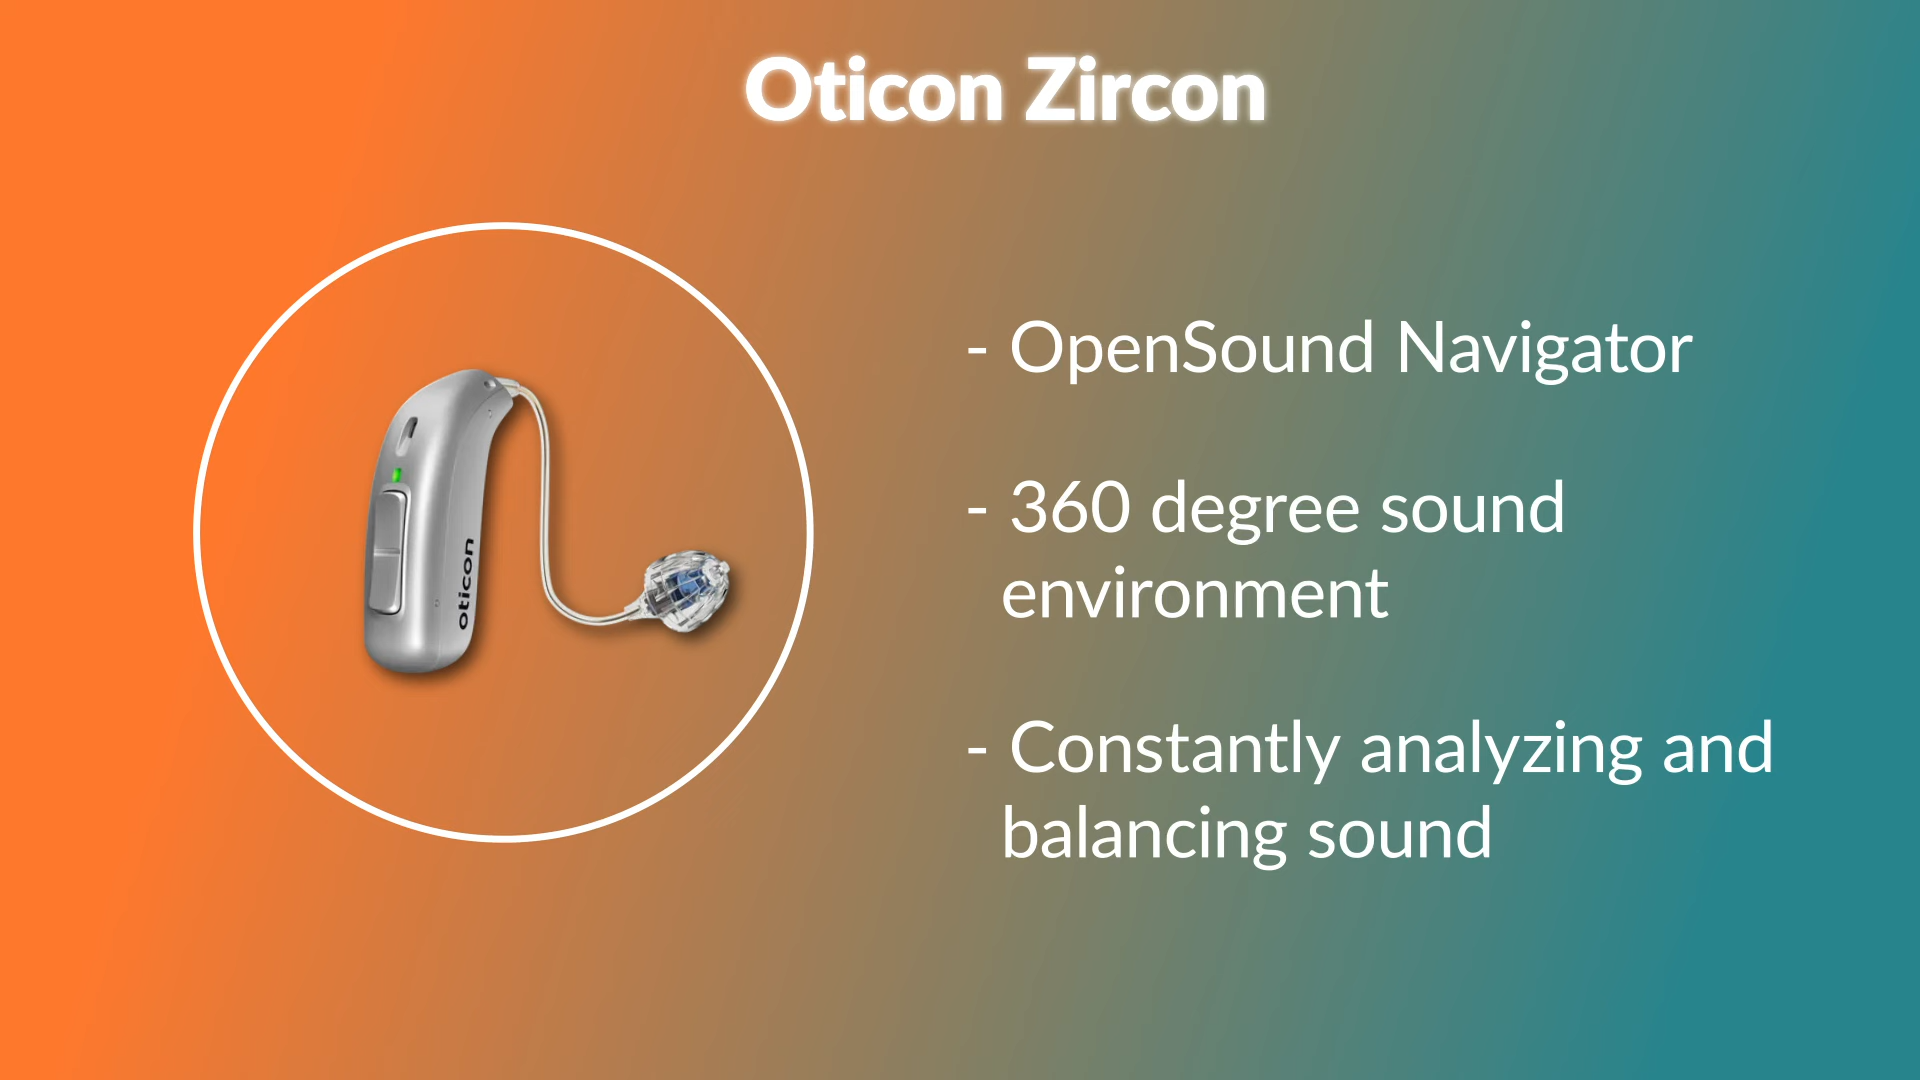 Oticon Zircon
oticon
- OpenSound Navigator
- 360 degree sound
environment
- Constantly analyzing and
balancing sound